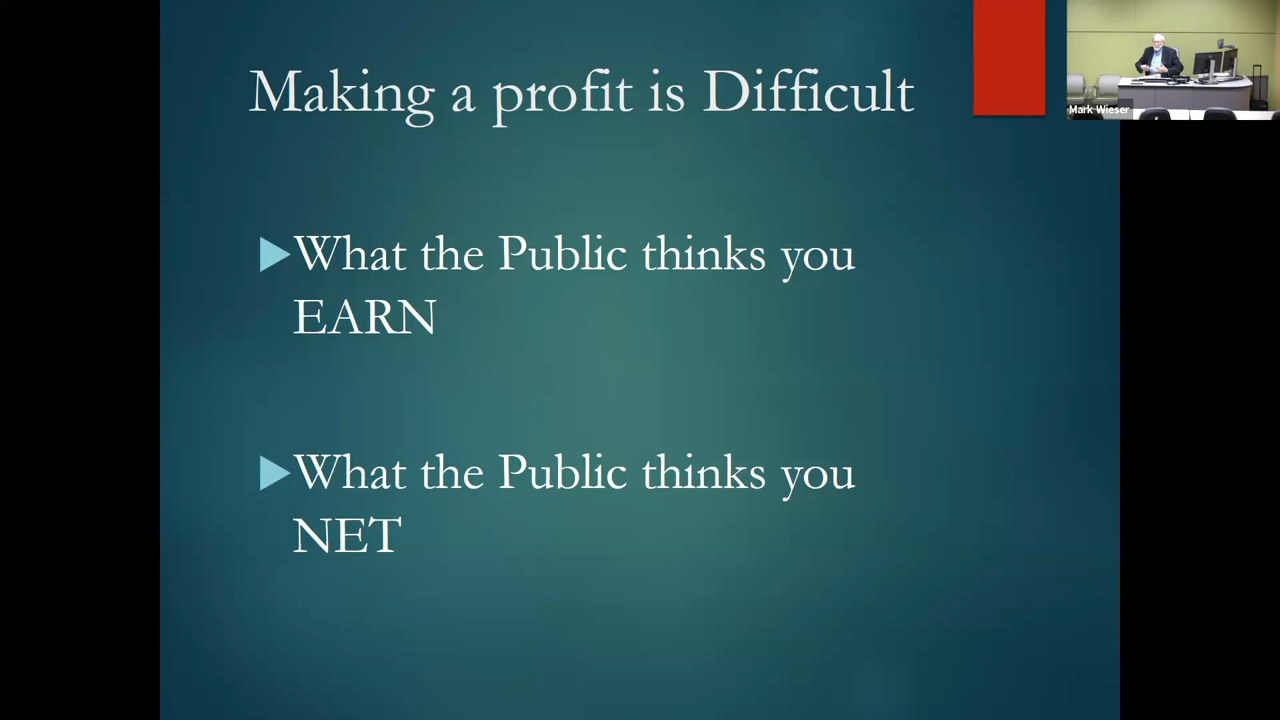 Making a profit is Difficult
Mark Wieser
What the Public thinks you
EARN
What the Public thinks you
NET